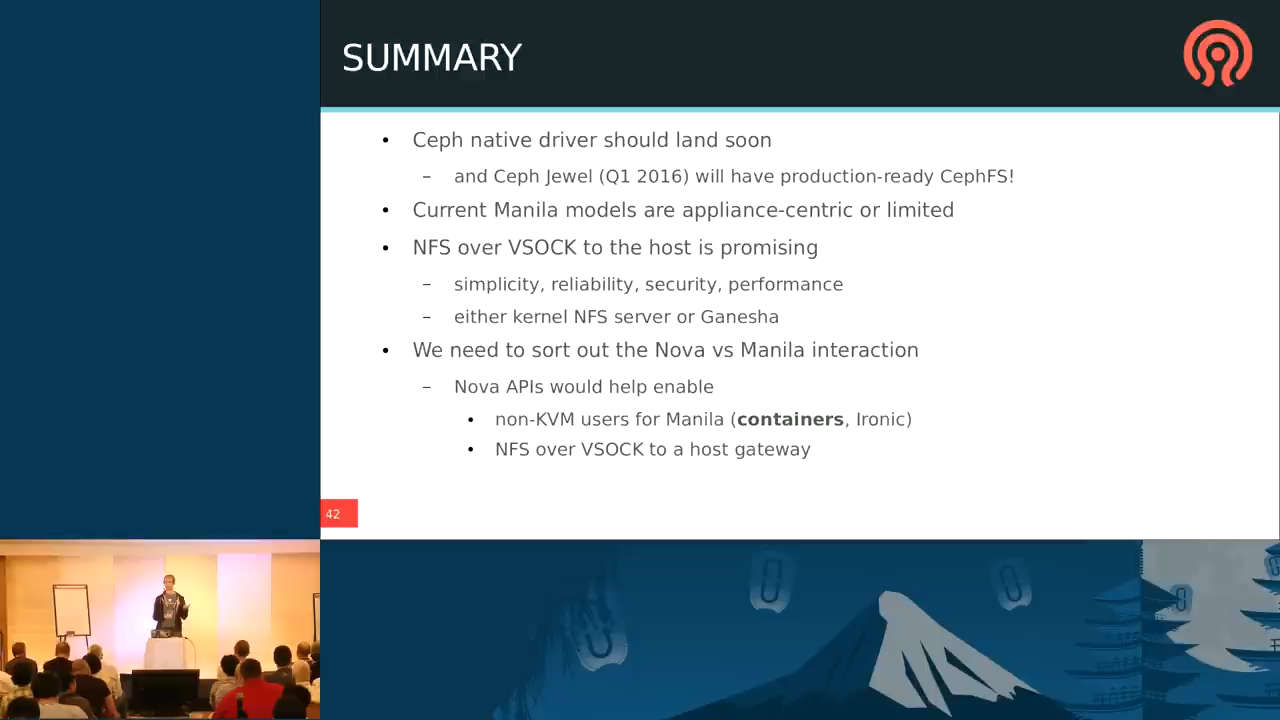 SUMMARY
• Ceph native driver should land soon
– and Ceph Jewel (Q1 2016) will have production-ready CephFS!
• Current Manila models are appliance-centric or limited
• NFS over VSOCK to the host is promising
– simplicity, reliability, security, performance
– either kernel NFS server or Ganesha
• We need to sort out the Nova vs Manila interaction
– Nova APIs would help enable
• non-KVM users for Manila (containers, Ironic)
• NFS over VSOCK to a host gateway
42